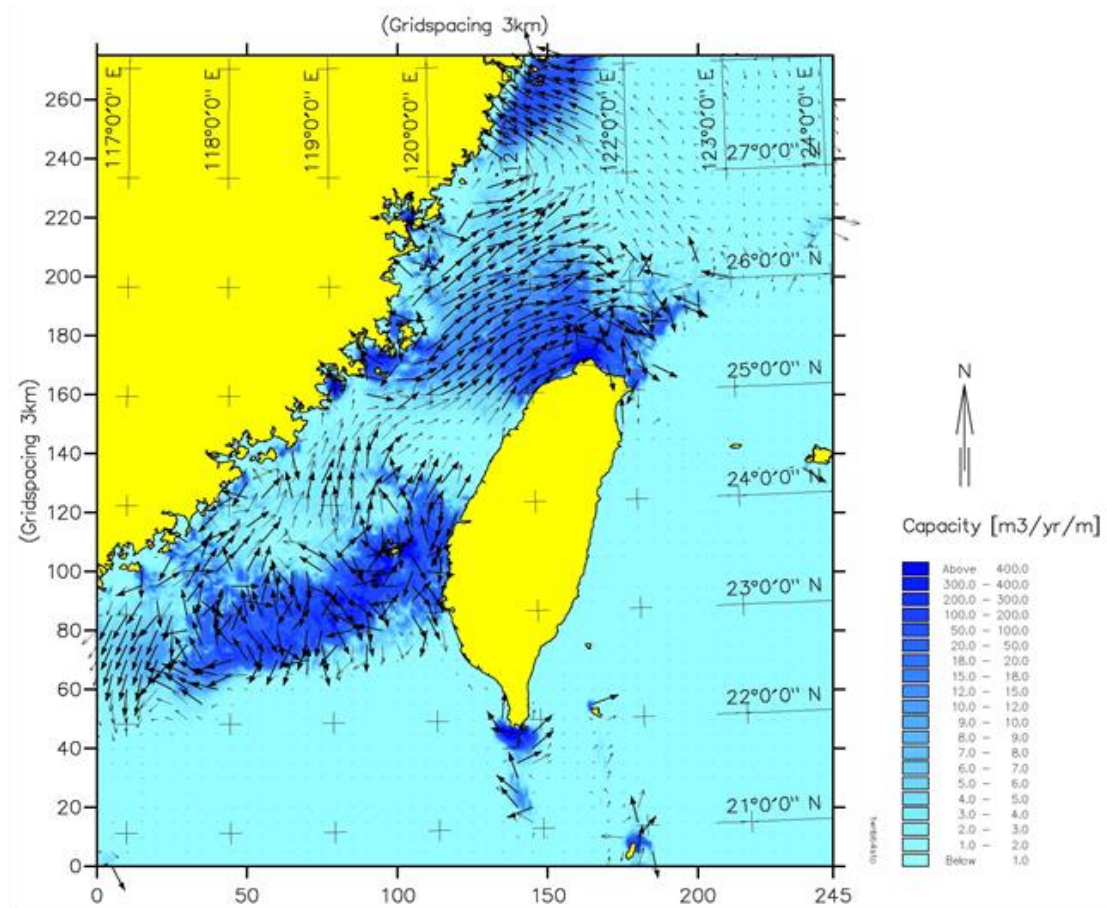 (Gridspacing 3km)
117°0'0" E
118°0'0" E
119°0'0" E
120°0'0" E
122°0'0" E
123°0'0" E
124°0'0" E
27°0'0" N
26°0'0" N
25°0'0" N
24°0'0" N
23°0'0" N
22°0'0" N
21°0'0" N
260
240
220
200
180
160
140
120
100
80
60
40
20
0
(Gridspacing 3km)
0
50
100
150
200
245
N
Capacity [m3/yr/m]
Above 400.0
300.0 – 400.0
200.0 – 300.0
100.0 – 200.0
50.0 – 100.0
20.0 – 50.0
18.0 – 20.0
15.0 – 18.0
12.0 – 15.0
10.0 – 12.0
9.0 – 10.0
8.0 – 9.0
7.0 – 8.0
6.0 – 7.0
5.0 – 6.0
4.0 – 5.0
3.0 – 4.0
2.0 – 3.0
1.0 – 2.0
Below 1.0